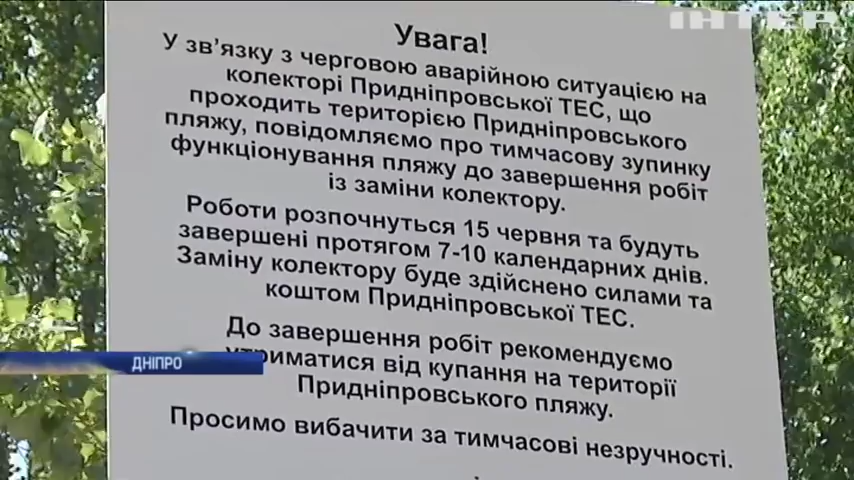 ІНТЕР
Увага!
У зв'язку з черговою аварійною ситуацією на
колекторі Придніпровської ТЕС, що
проходить територією Придніпровського
пляжу, повідомляємо про тимчасову зупинку
функціонування пляжу до завершення робіт
із заміни колектору.
Роботи розпочнуться 15 червня та будуть
завершені протягом 7-10 календарних днів.
Заміну колектору буде здійснено силами та
коштом Придніпровської ТЕС.
До завершення робіт рекомендуємо
утриматися від купання на території
Придніпровського пляжу.
Просимо вибачити за тимчасові незручності.
ДНІПРО